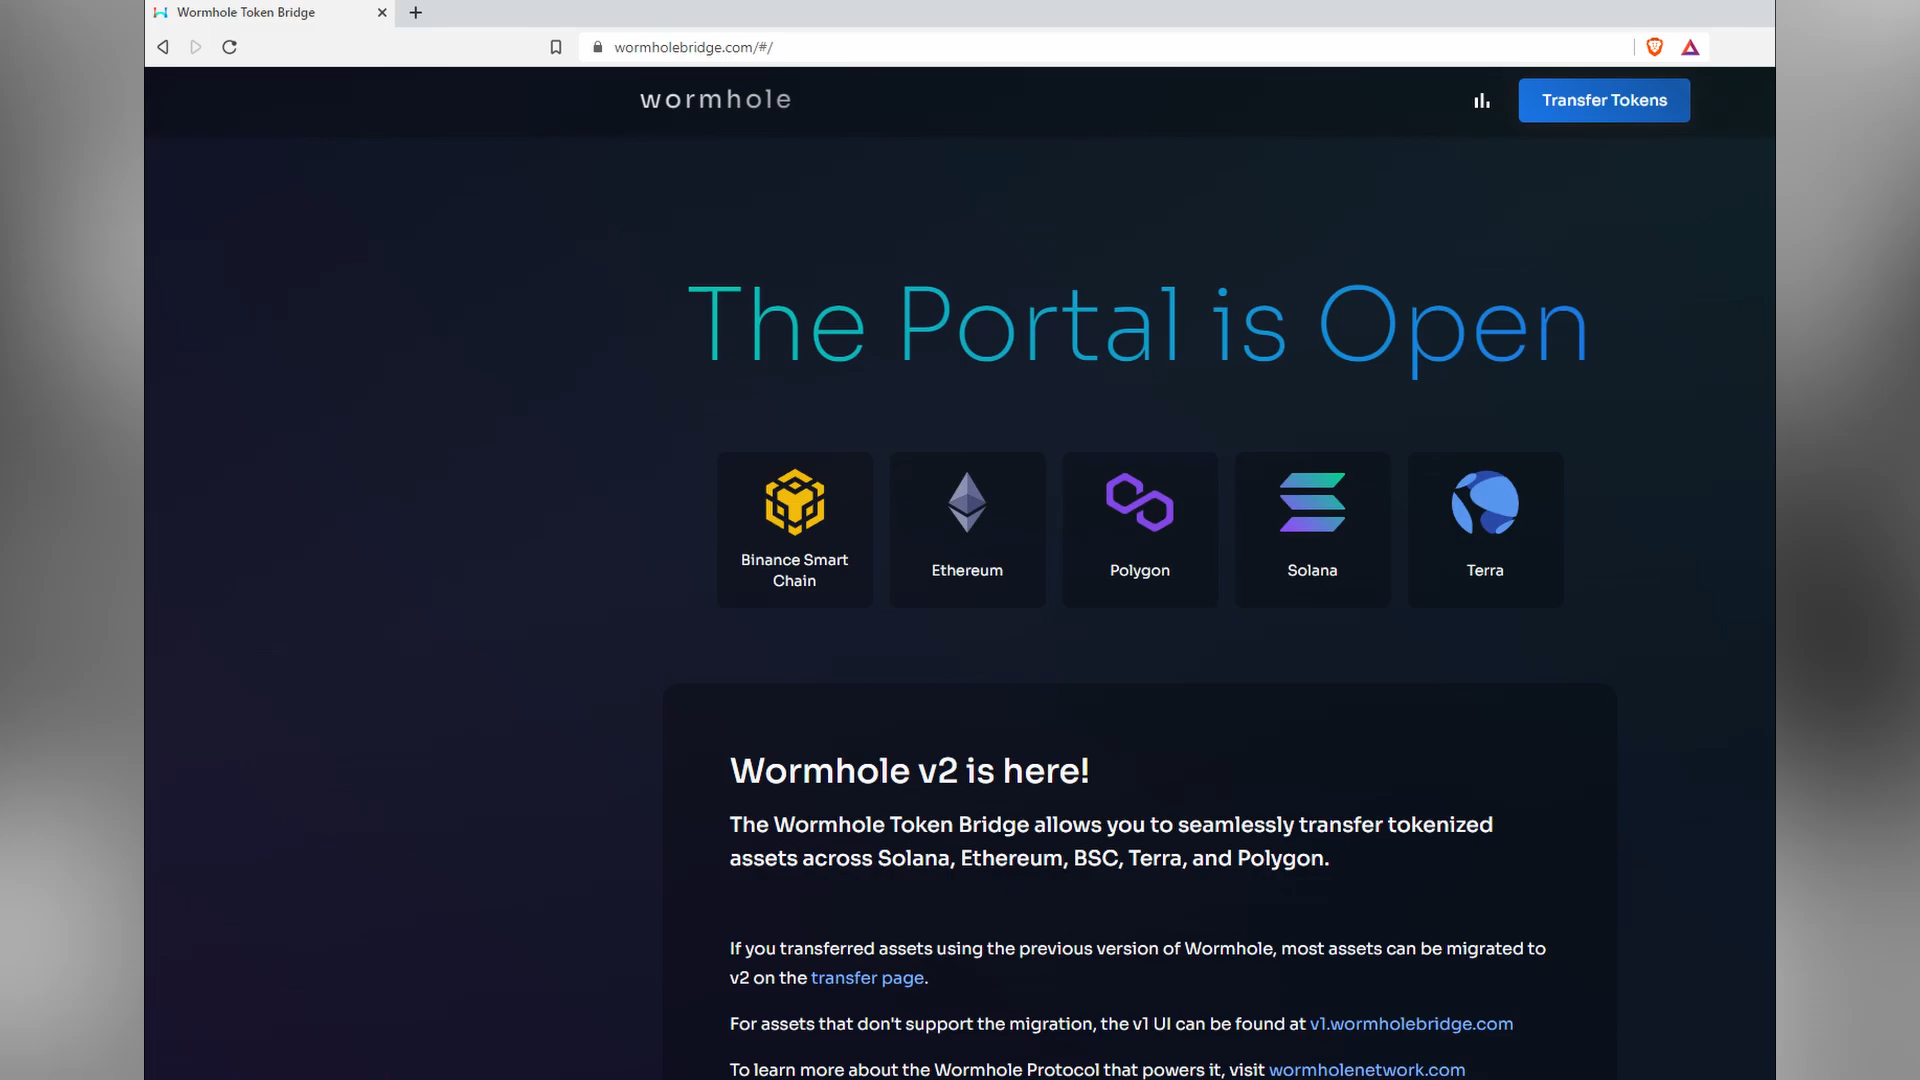 Wormhole Token Bridge
wormholebridge.com/#/
wormhole
Transfer Tokens
The Portal is Open
Binance Smart
Chain
Ethereum
Polygon
Solana
Terra
Wormhole v2 is here!
The Wormhole Token Bridge allows you to seamlessly transfer tokenized
assets across Solana, Ethereum, BSC, Terra, and Polygon.
If you transferred assets using the previous version of Wormhole, most assets can be migrated to
v2 on the transfer page.
For assets that don't support the migration, the v1 UI can be found at v1.wormholebridge.com
To learn more about the Wormhole Protocol that powers it, visit wormholenetwork.com